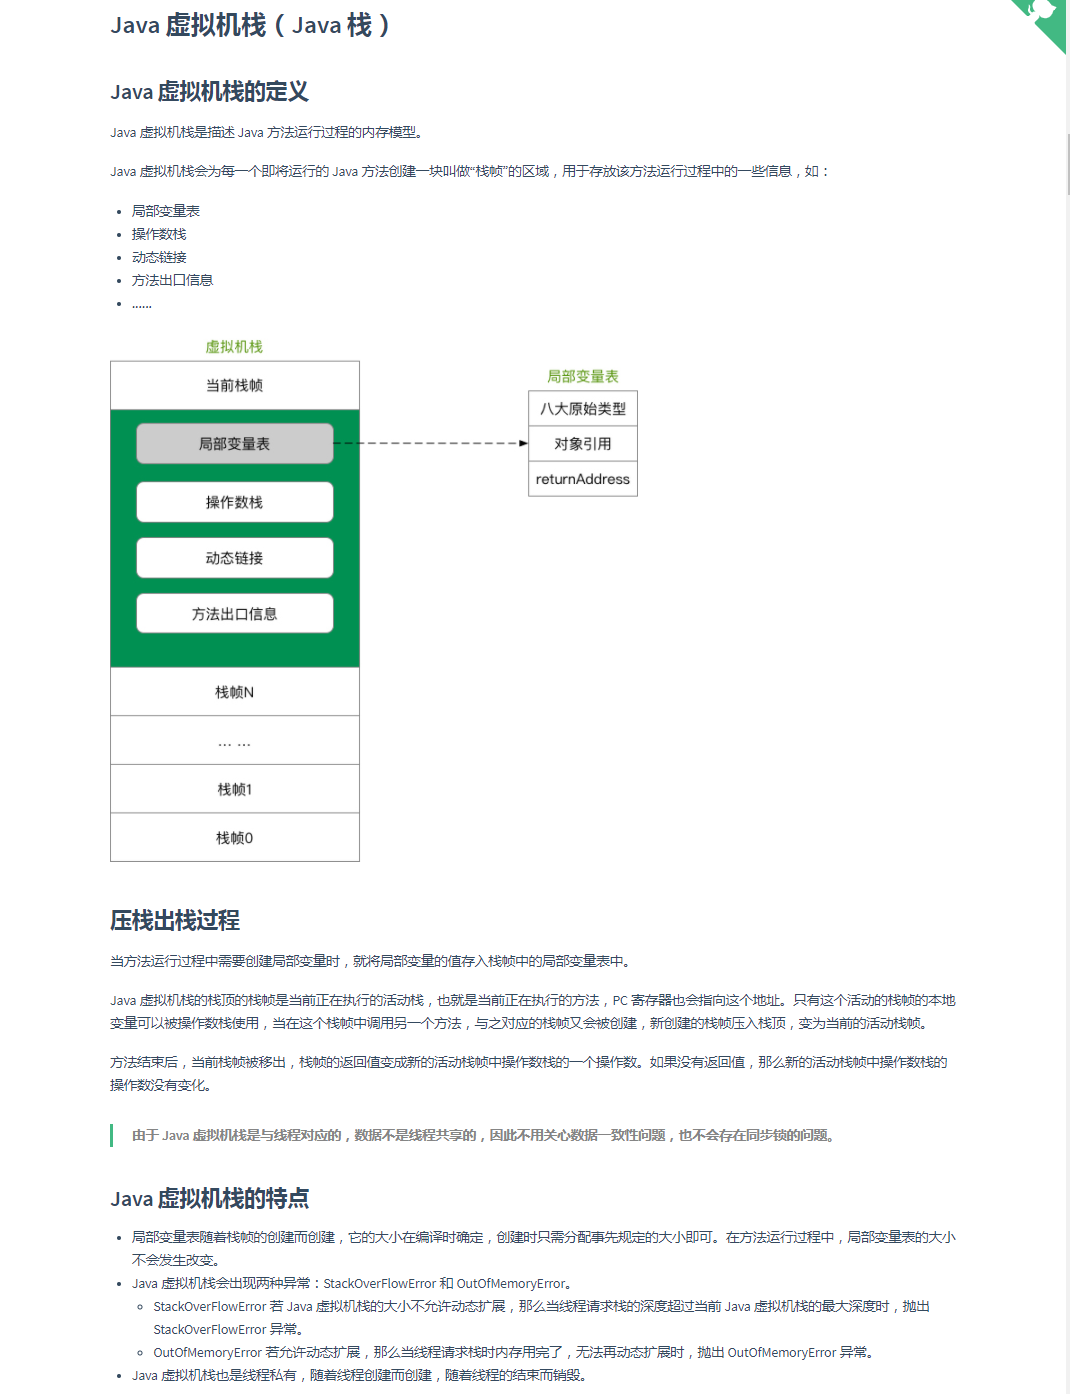 Java 虚拟机栈（Java 栈）
Java 虚拟机栈的定义
Java 虚拟机栈是描述 Java 方法运行过程的内存模型。
Java 虚拟机栈会为每一个即将运行的 Java 方法创建一块叫做“栈帧”的区域，用于存放该方法运行过程中的一些信息，如：
局部变量表
操作数栈
动态链接
方法出口信息
......
虚拟机栈
当前栈帧
局部变量表
操作数栈
动态链接
方法出口信息
栈帧N
... ...
栈帧1
栈帧0
局部变量表
八大原始类型
对象引用
returnAddress
压栈出栈过程
当方法运行过程中需要创建局部变量时，就将局部变量的值存入栈帧中的局部变量表中。
Java 虚拟机栈的栈顶的栈帧是当前正在执行的活动栈，也就是当前正在执行的方法，PC 寄存器也会指向这个地址。只有这个活动的栈帧的本地
变量可以被操作数栈使用，当在这个栈帧中调用另一个方法，与之对应的栈帧又会被创建，新创建的栈帧压入栈顶，变为当前的活动栈帧。
方法结束后，当前栈帧被移出，栈帧的返回值变成新的活动栈帧中操作数栈的一个操作数。如果没有返回值，那么新的活动栈帧中操作数栈的
操作数没有变化。
由于 Java 虚拟机栈是与线程对应的，数据不是线程共享的，因此不用关心数据一致性问题，也不会存在同步锁的问题。
Java 虚拟机栈的特点
局部变量表随着栈帧的创建而创建，它的大小在编译时确定，创建时只需分配事先规定的大小即可。在方法运行过程中，局部变量表的大小
不会发生改变。
Java 虚拟机栈会出现两种异常：StackOverFlowError 和 OutOfMemoryError。
StackOverFlowError 若 Java 虚拟机栈的大小不允许动态扩展，那么当线程请求栈的深度超过当前 Java 虚拟机栈的最大深度时，抛出
StackOverFlowError 异常。
OutOfMemoryError 若允许动态扩展，那么当线程请求栈时内存用完了，无法再动态扩展时，抛出 OutOfMemoryError 异常。
Java 虚拟机栈也是线程私有，随着线程创建而创建，随着线程的结束而销毁。